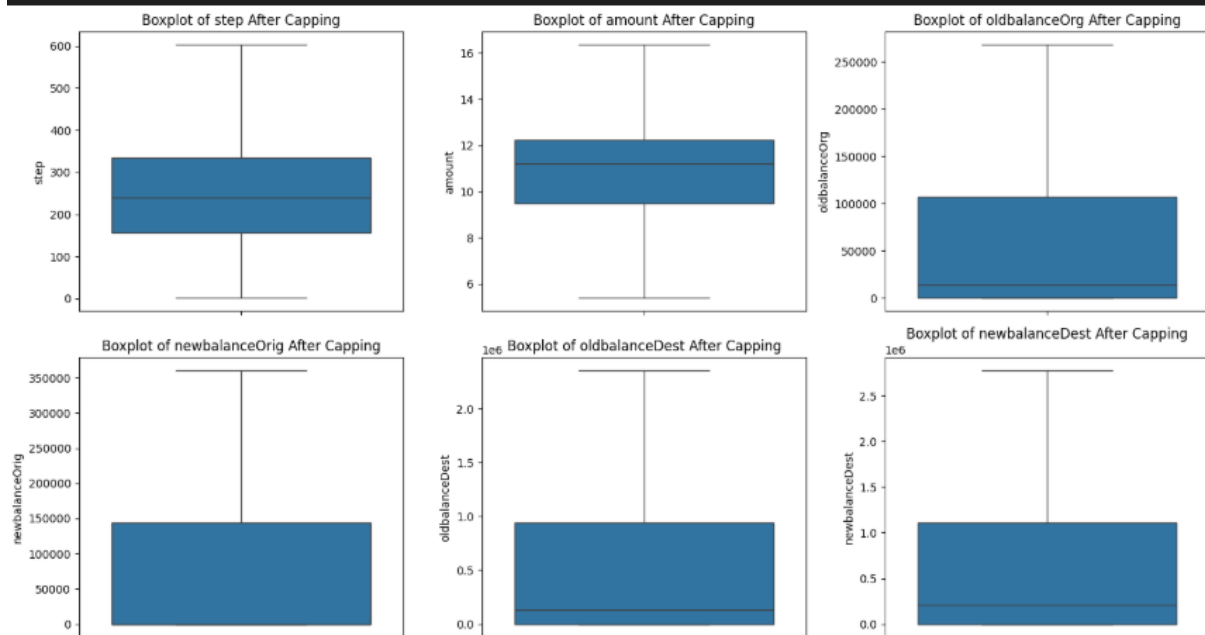 Boxplot of step After Capping
600
500
400
300
200
100
0
step
Boxplot of amount After Capping
16
14
12
10
8
6
amount
Boxplot of oldbalanceOrg After Capping
250000
200000
150000
100000
50000
0
oldbalanceOrg
Boxplot of newbalanceOrig After Capping
350000
300000
250000
200000
150000
100000
50000
0
newbalanceOrig
1e6
Boxplot of oldbalanceDest After Capping
2.0
1.5
1.0
0.5
0.0
oldbalanceDest
Boxplot of newbalanceDest After Capping
1e6
2.5
2.0
1.5
1.0
0.5
0.0
newbalanceDest